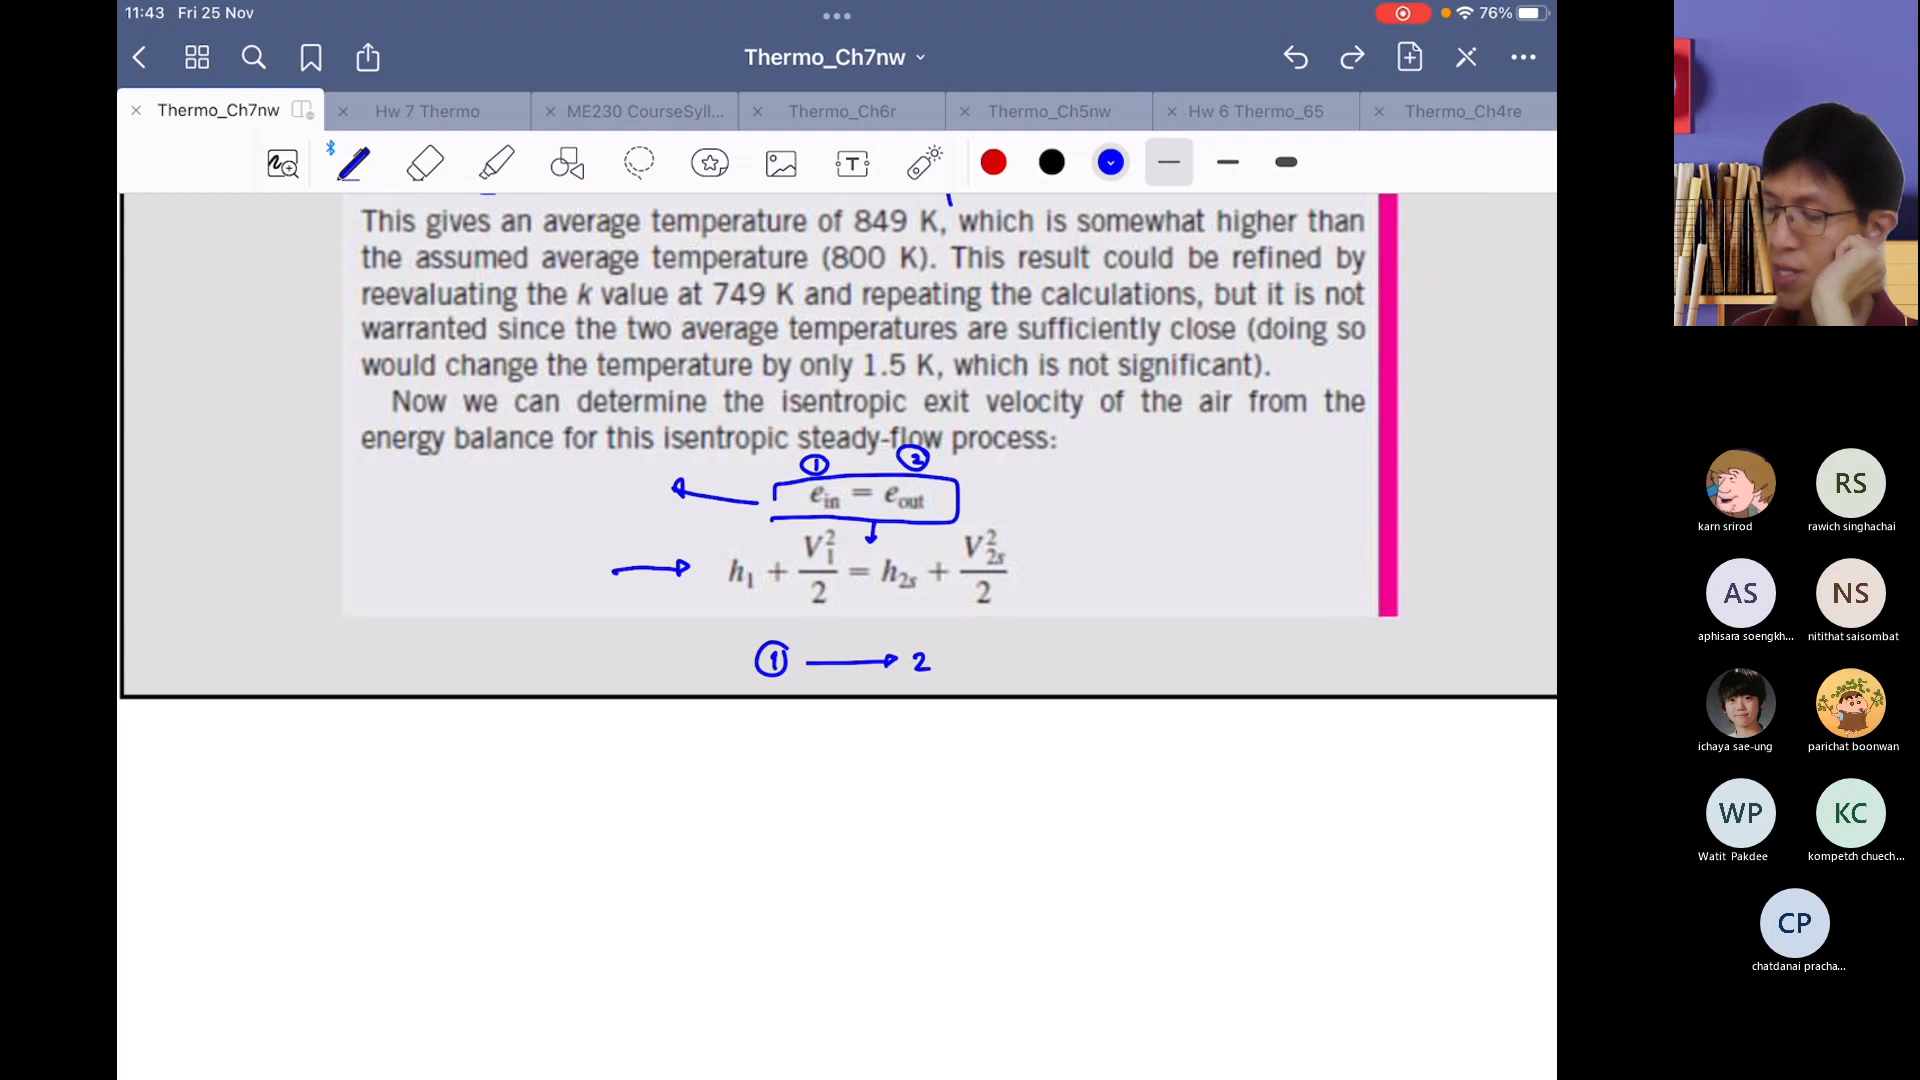 11:43 Fri 25 Nov
76%
Thermo_Ch7nw
Thermo_Ch7nw
Hw 7 Thermo
ME230 CourseSyll...
Thermo_Ch6r
Thermo_Ch5nw
Hw 6 Thermo_65
Thermo_Ch4re
T
This gives an average temperature of 849 K, which is somewhat higher than
the assumed average temperature (800 K). This result could be refined by
reevaluating the k value at 749 K and repeating the calculations, but it is not
warranted since the two average temperatures are sufficiently close (doing so
would change the temperature by only 1.5 K, which is not significant).
Now we can determine the isentropic exit velocity of the air from the
energy balance for this isentropic steady-flow process:
① ②
e_in = e_out
h₁ + V₁²/2 = h₂ₛ + V₂ₛ²/2
① → 2
karn srirod
RS
rawich singhachai
AS
aphisara soengkh...
NS
nitithat saisombat
ichaya sae-ung
parichat boonwan
WP
Watit Pakdee
KC
kompetch chuech...
CP
chatdanai pracha...